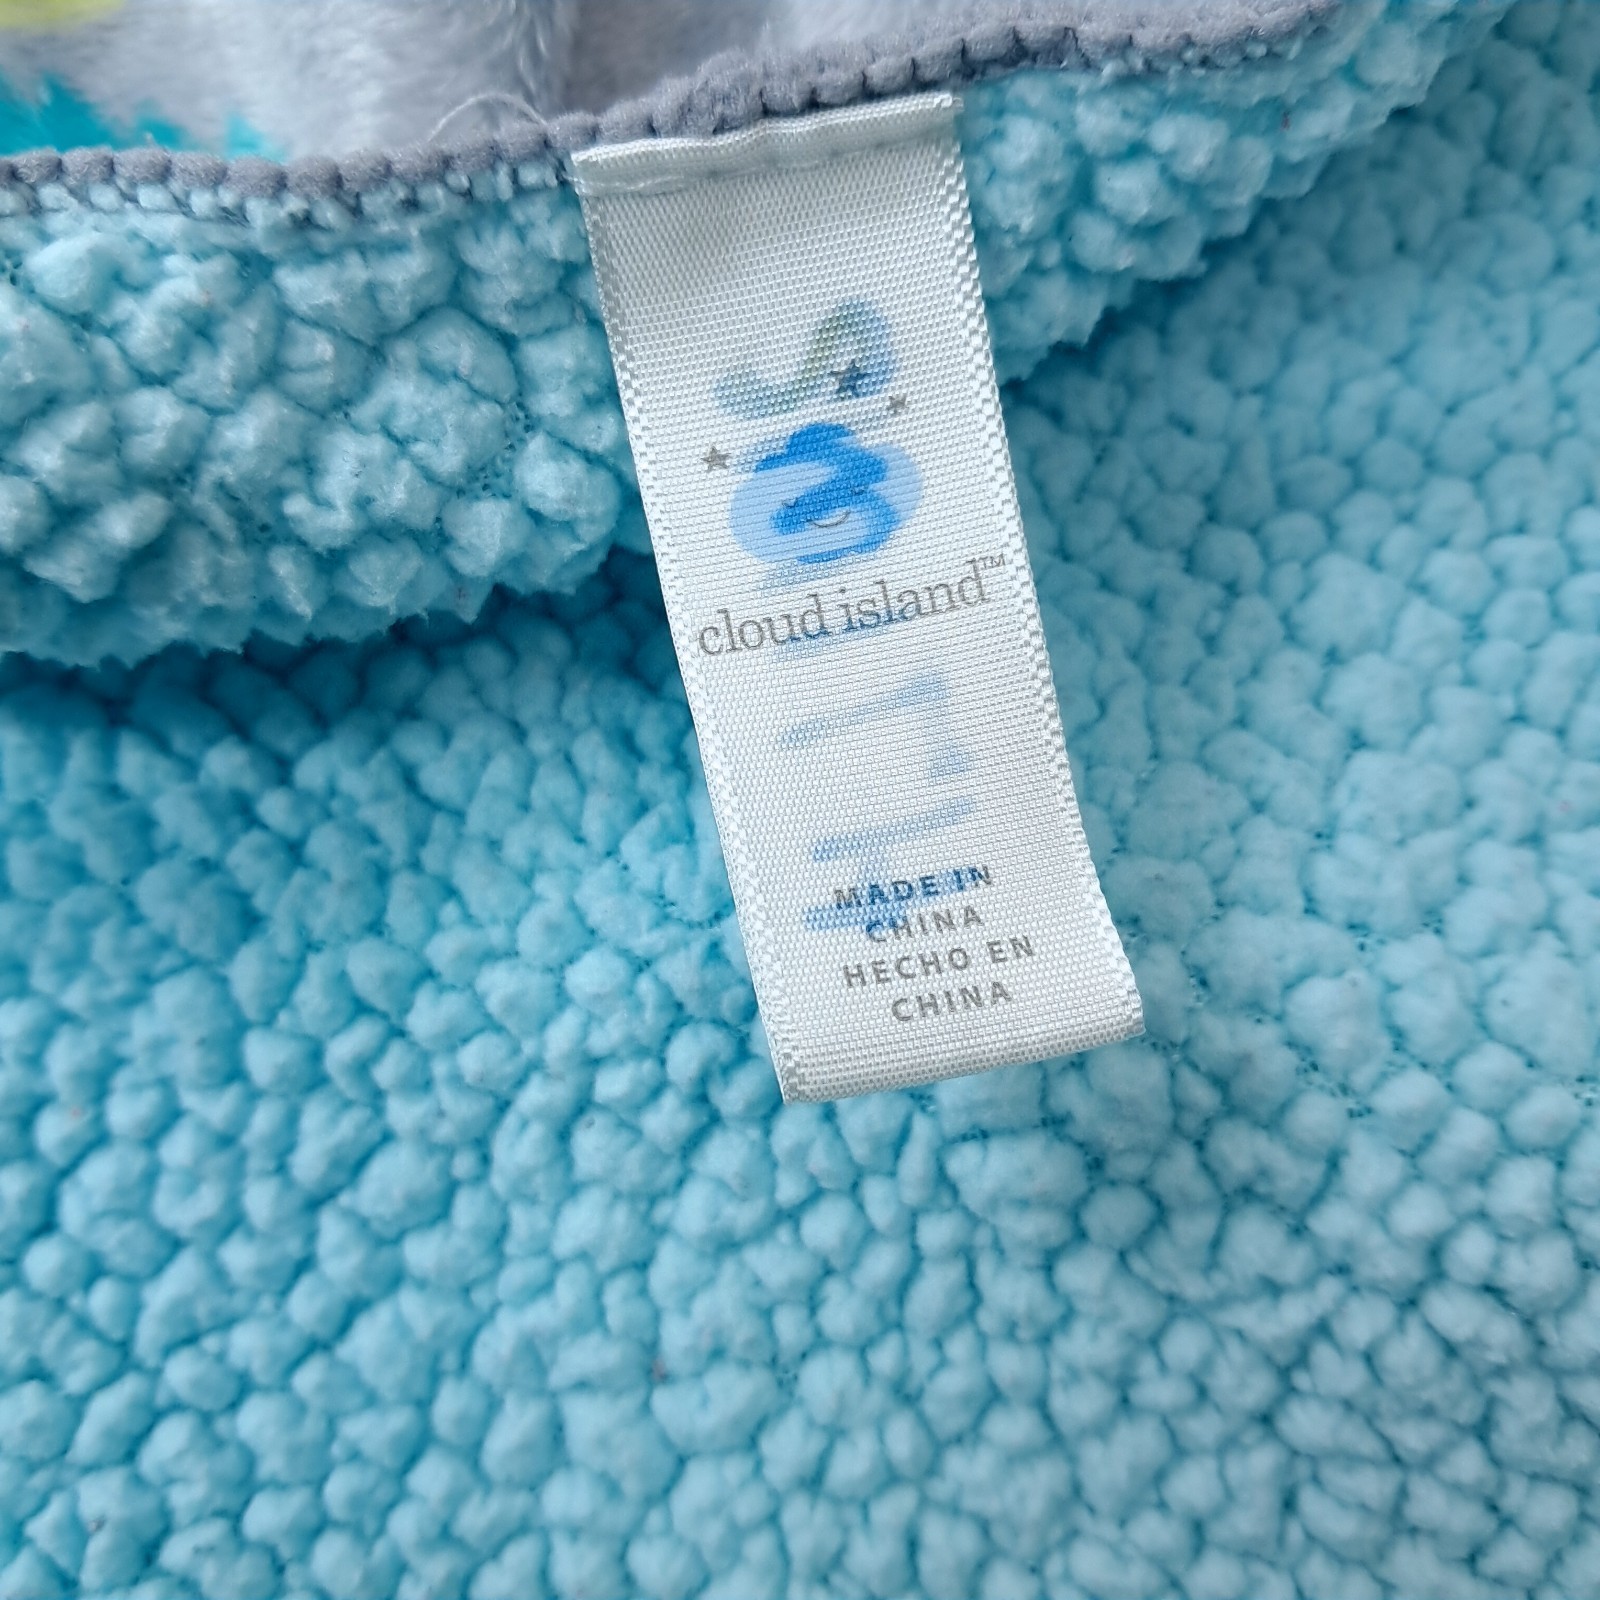 cloud island™
MADE IN
CHINA
HECHO EN
CHINA